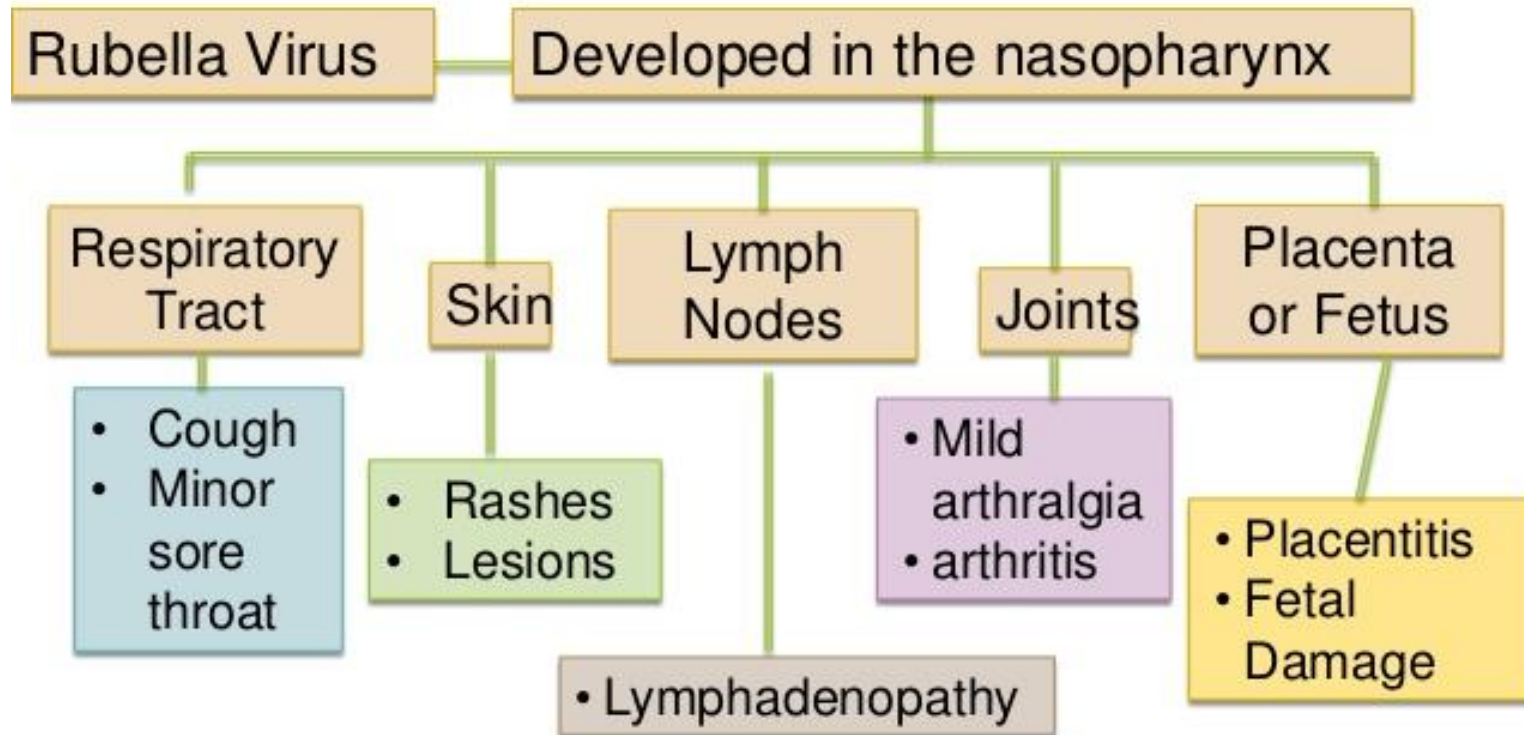 Rubella Virus
Developed in the nasopharynx
Respiratory
Tract
Skin
Lymph
Nodes
Joints
Placenta
or Fetus
• Cough
• Minor
sore
throat
• Rashes
• Lesions
• Lymphadenopathy
• Mild
arthralgia
• arthritis
• Placentitis
• Fetal
Damage